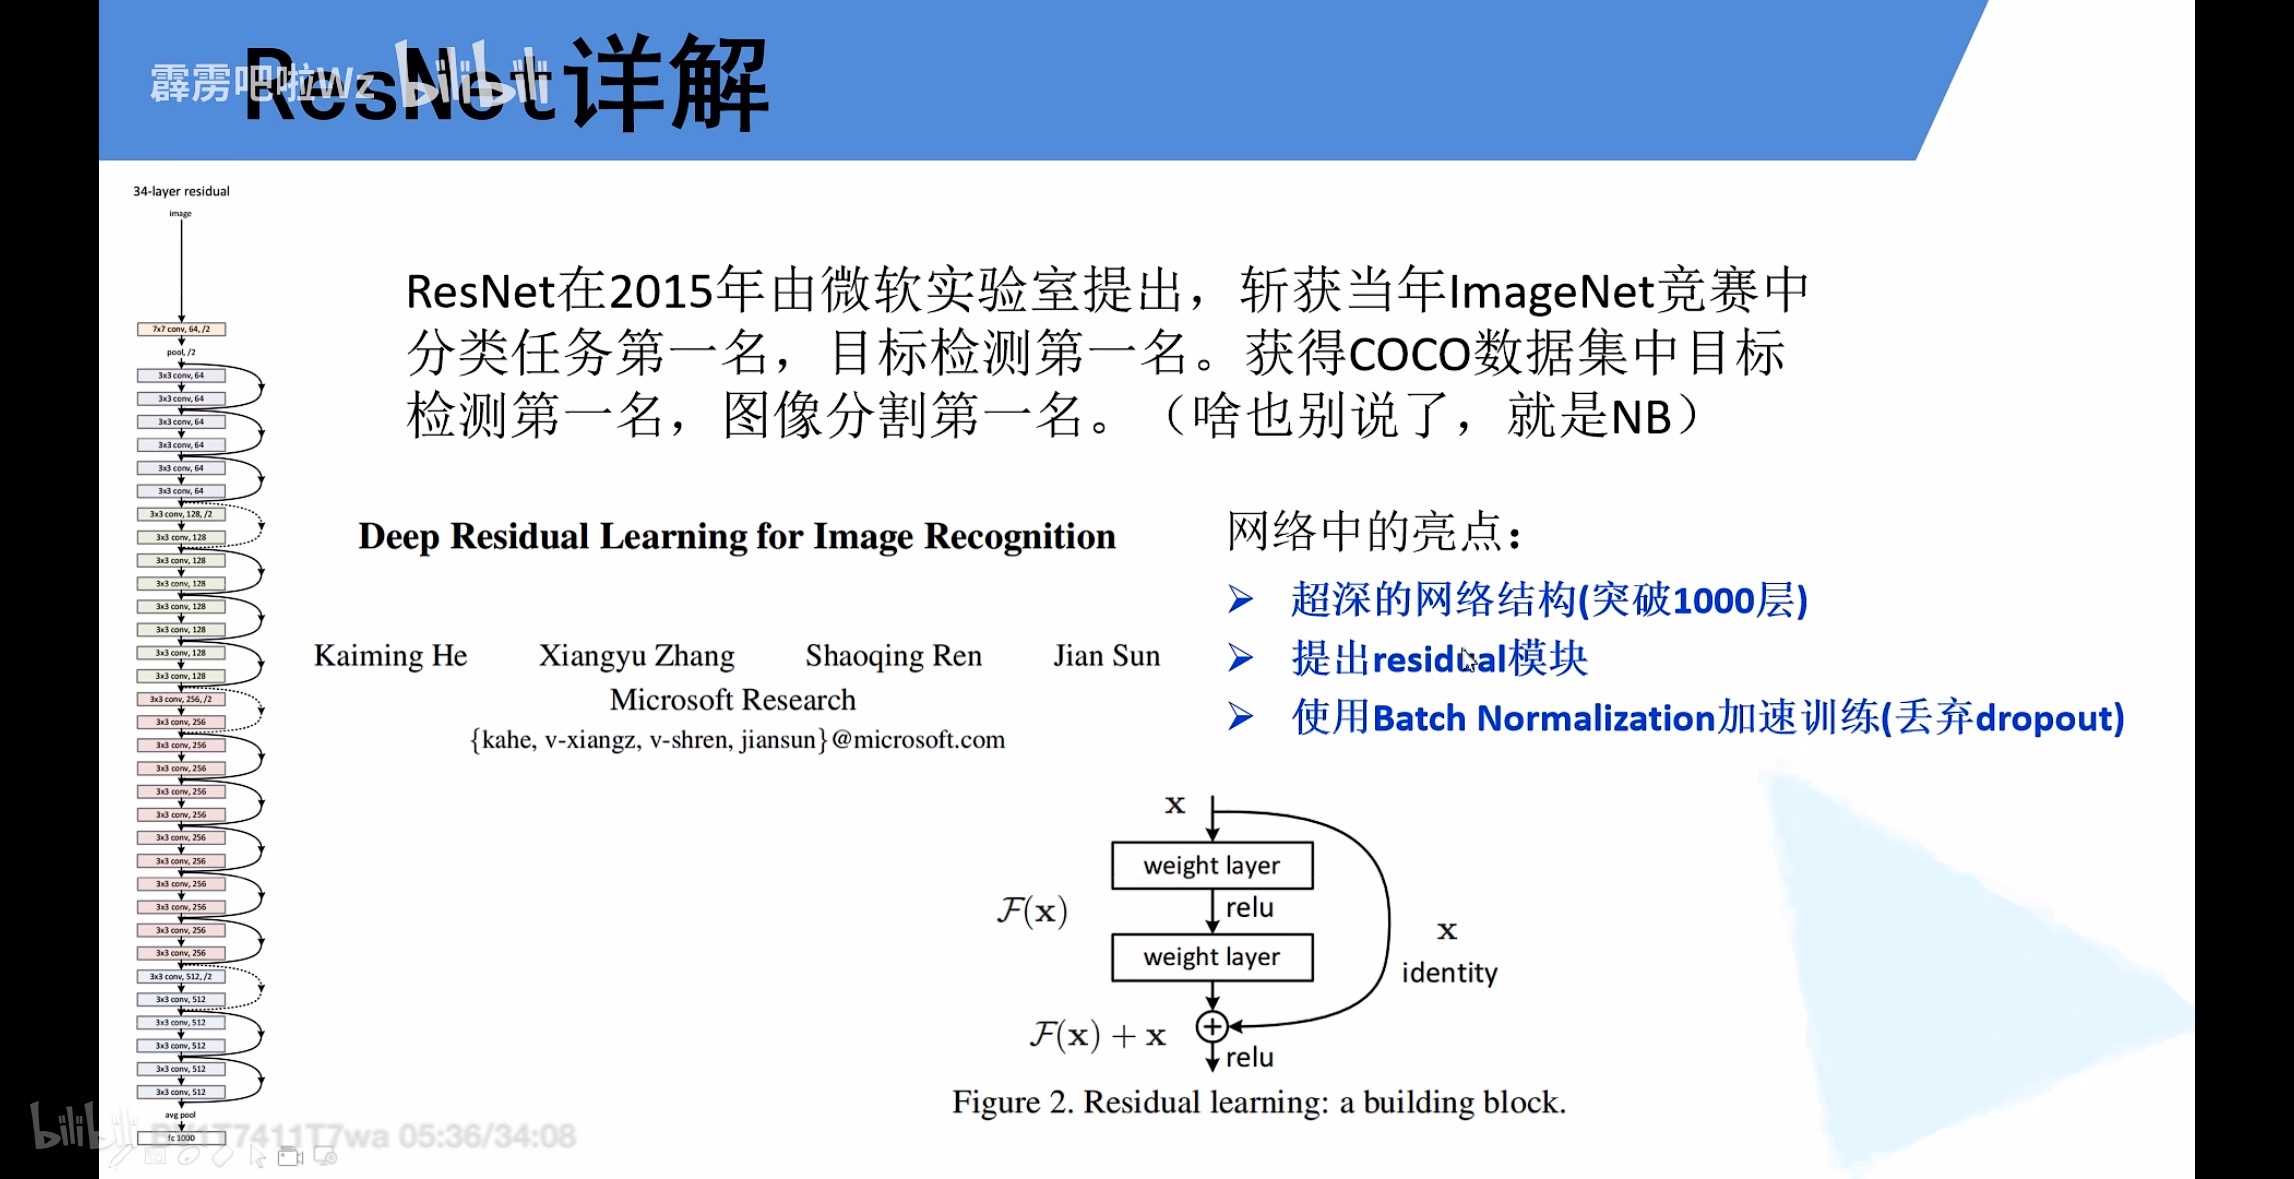 ResNet详解
霹雳吧啦Wz bilibili
34-layer residual
image
7x7 conv, 64, /2
pool, /2
3x3 conv, 64
3x3 conv, 64
3x3 conv, 64
3x3 conv, 64
3x3 conv, 64
3x3 conv, 64
3x3 conv, 128, /2
3x3 conv, 128
3x3 conv, 128
3x3 conv, 128
3x3 conv, 128
3x3 conv, 128
3x3 conv, 128
3x3 conv, 128
3x3 conv, 256, /2
3x3 conv, 256
3x3 conv, 256
3x3 conv, 256
3x3 conv, 256
3x3 conv, 256
3x3 conv, 256
3x3 conv, 256
3x3 conv, 256
3x3 conv, 256
3x3 conv, 256
3x3 conv, 256
3x3 conv, 512, /2
3x3 conv, 512
3x3 conv, 512
3x3 conv, 512
3x3 conv, 512
3x3 conv, 512
avg pool
fc 1000
ResNet在2015年由微软实验室提出，斩获当年ImageNet竞赛中
分类任务第一名，目标检测第一名。获得COCO数据集中目标
检测第一名，图像分割第一名。（啥也别说了，就是NB）
Deep Residual Learning for Image Recognition
Kaiming He Xiangyu Zhang Shaoqing Ren Jian Sun
Microsoft Research
{kahe, v-xiangz, v-shren, jiansun}@microsoft.com
网络中的亮点：
➢ 超深的网络结构(突破1000层)
➢ 提出residual模块
➢ 使用Batch Normalization加速训练(丢弃dropout)
x
weight layer
F(x)
relu
weight layer
x
identity
F(x) + x
relu
Figure 2. Residual learning: a building block.
bilibili BV1T7411T7wa 05:36/34:08